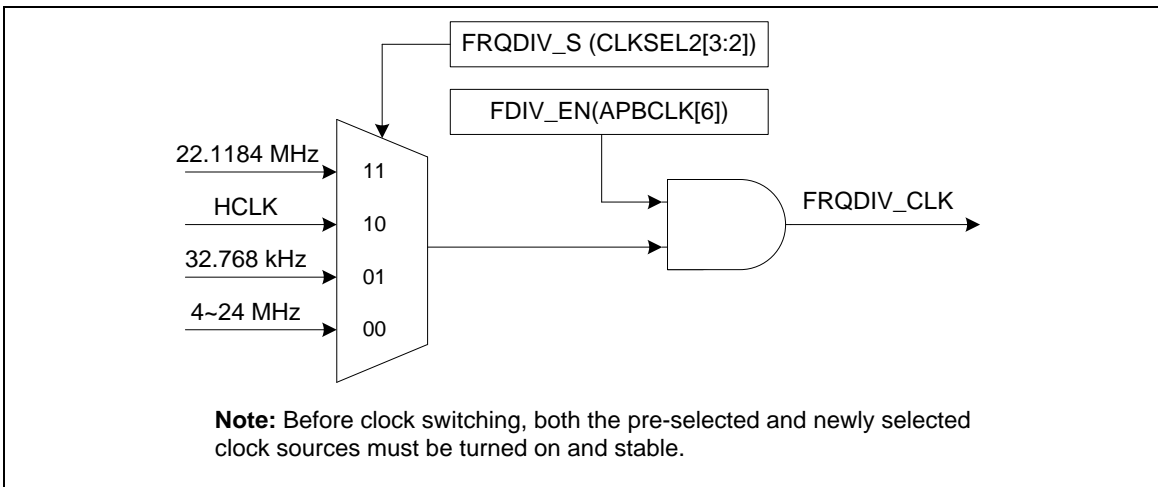 FRQDIV_S (CLKSEL2[3:2])
FDIV_EN(APBCLK[6])
22.1184 MHz
11
HCLK
10
32.768 kHz
01
4~24 MHz
00
FRQDIV_CLK
Note: Before clock switching, both the pre-selected and newly selected
clock sources must be turned on and stable.